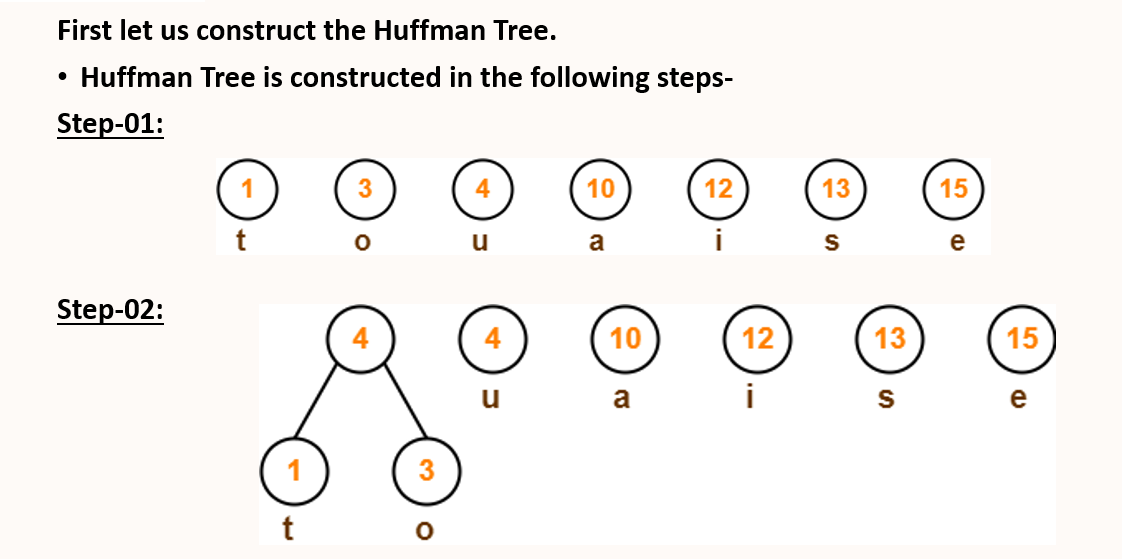 First let us construct the Huffman Tree.
• Huffman Tree is constructed in the following steps-
Step-01:
1 3 4 10 12 13 15
t o u a i s e
Step-02:
4 4 10 12 13 15
u a i s e
1 3
t o